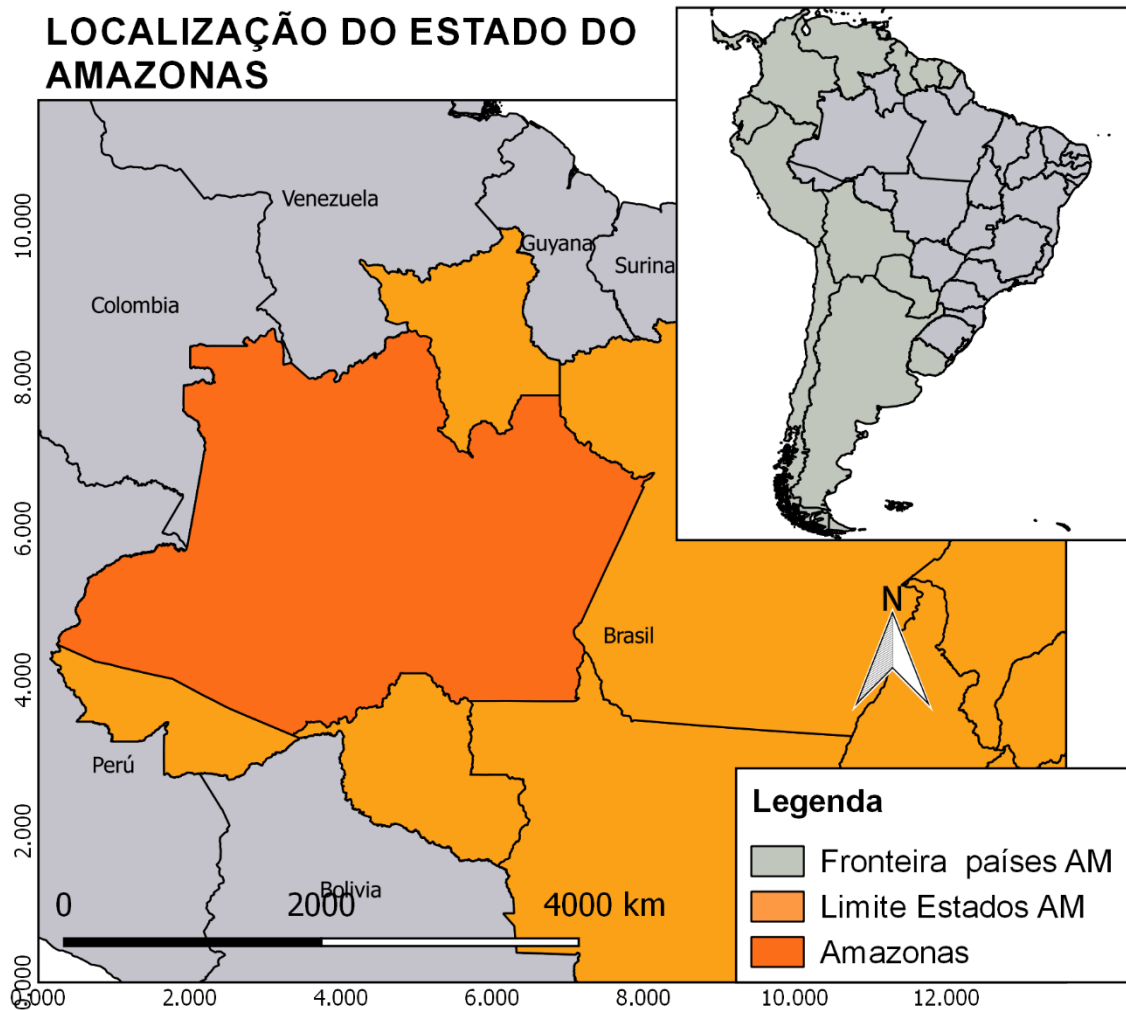 LOCALIZAÇÃO DO ESTADO DO
AMAZONAS
Venezuela
Guyana
Surina
Colombia
Brasil
N
Perú
Bolivia
0 2000 4000 km
Legenda
Fronteira países AM
Limite Estados AM
Amazonas
10.000
8.000
6.000
4.000
2.000
0.000
0.000 2.000 4.000 6.000 8.000 10.000 12.000